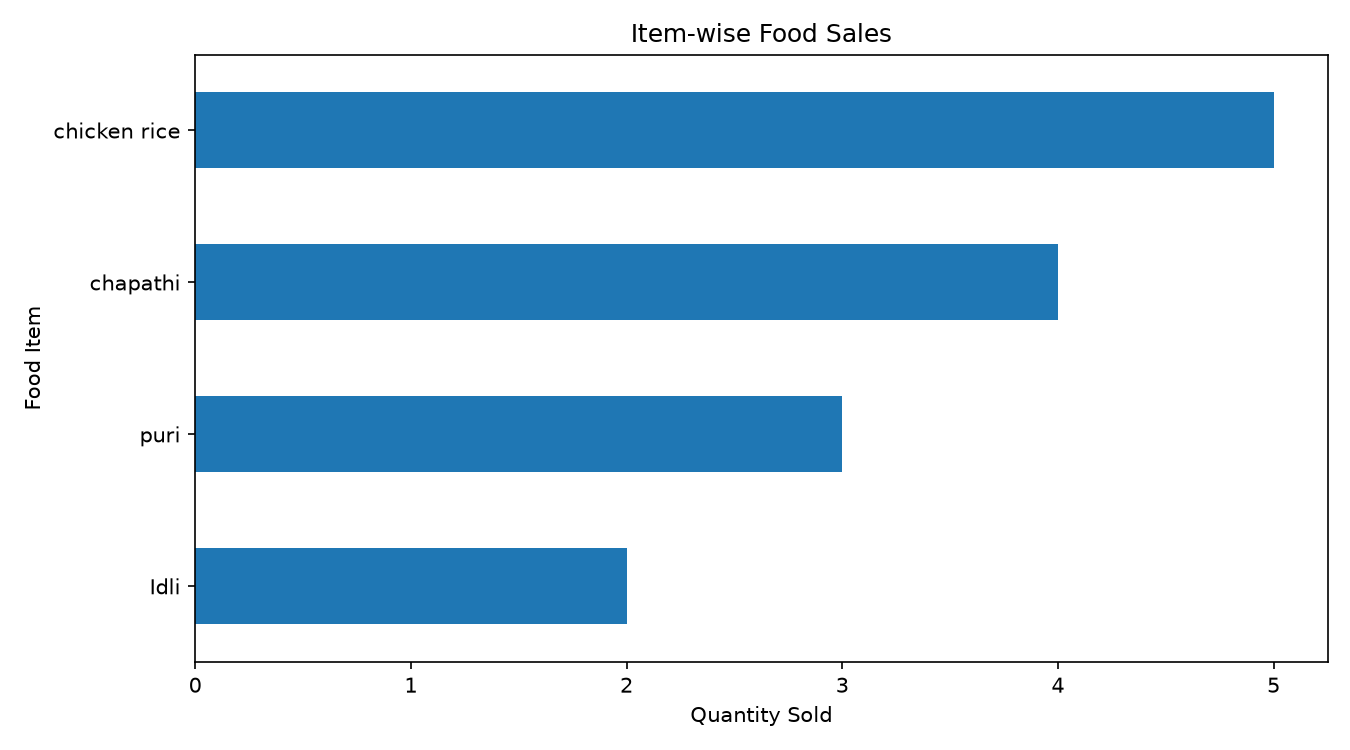 Item-wise Food Sales
chicken rice
chapathi
puri
Idli
Food Item
0 1 2 3 4 5
Quantity Sold